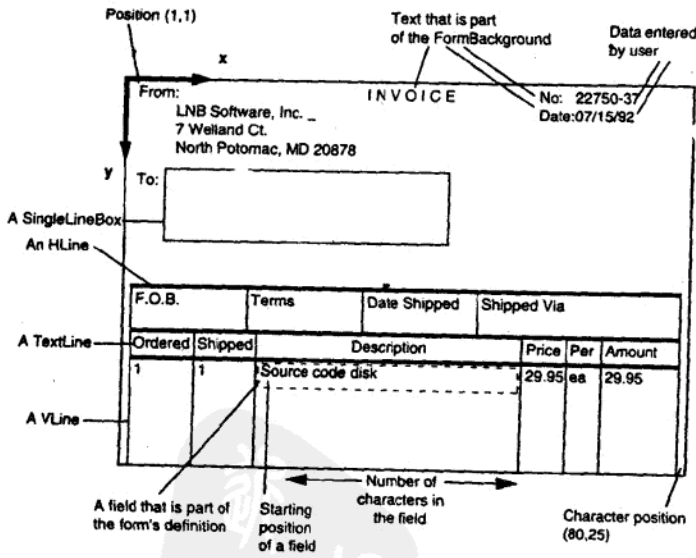 Position (1,1)
Text that is part
of the FormBackground
Data entered
by user
x
From:
INVOICE
No: 22750-37
Date:07/15/92
LNB Software, Inc. _
7 Welland Ct.
North Potomac, MD 20878
y
To:
A SingleLineBox
An HLine
F.O.B. Terms Date Shipped Shipped Via
A TextLine
Ordered Shipped Description Price Per Amount
1 1 Source code disk 29.95 ea 29.95
A VLine
Number of
characters in
the field
A field that is part of
the form's definition
Starting
position
of a field
Character position
(80,25)